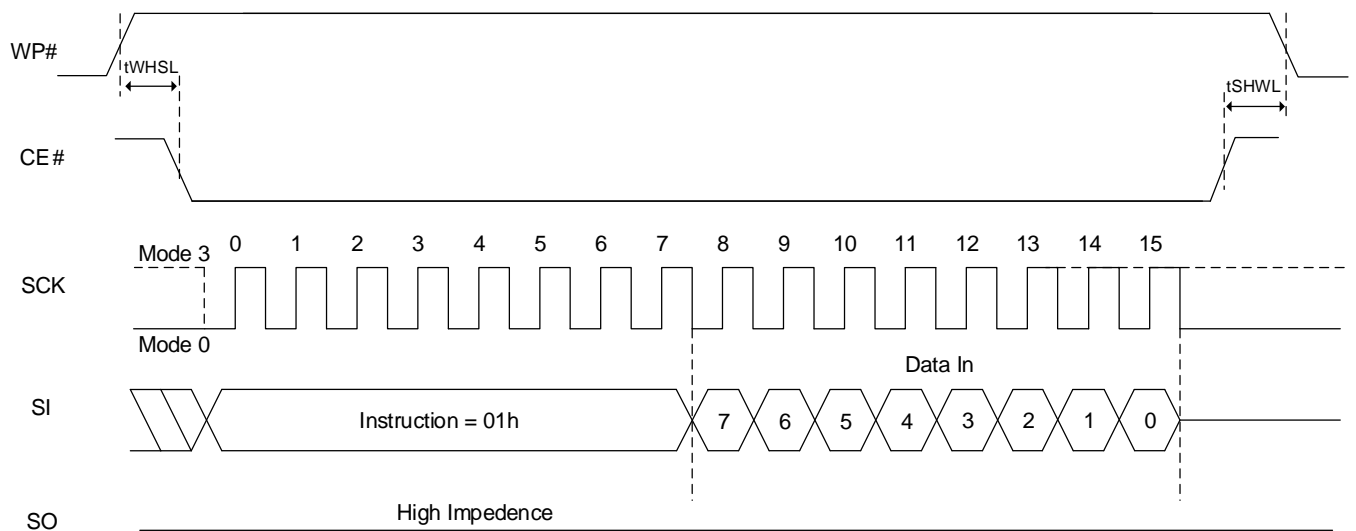 WP#
tWHSL
tSHWL
CE#
Mode 3
0 1 2 3 4 5 6 7 8 9 10 11 12 13 14 15
SCK
Mode 0
Data In
SI
Instruction = 01h
7 6 5 4 3 2 1 0
High Impedence
SO